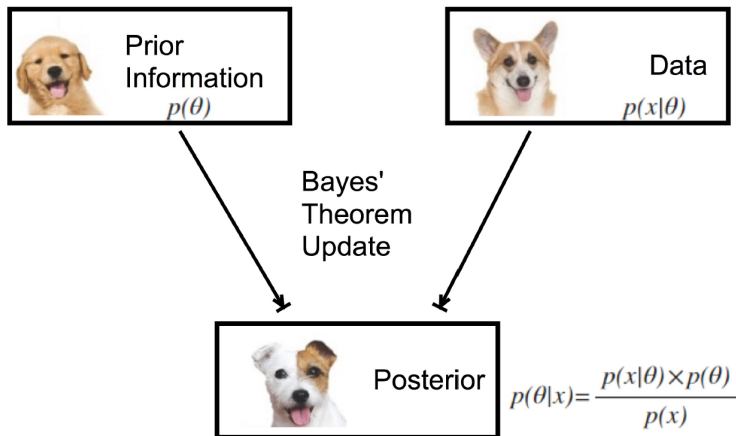 Prior
Information
p(θ)
Data
p(x|θ)
Bayes'
Theorem
Update
Posterior
p(θ|x)= p(x|θ)×p(θ)
p(x)